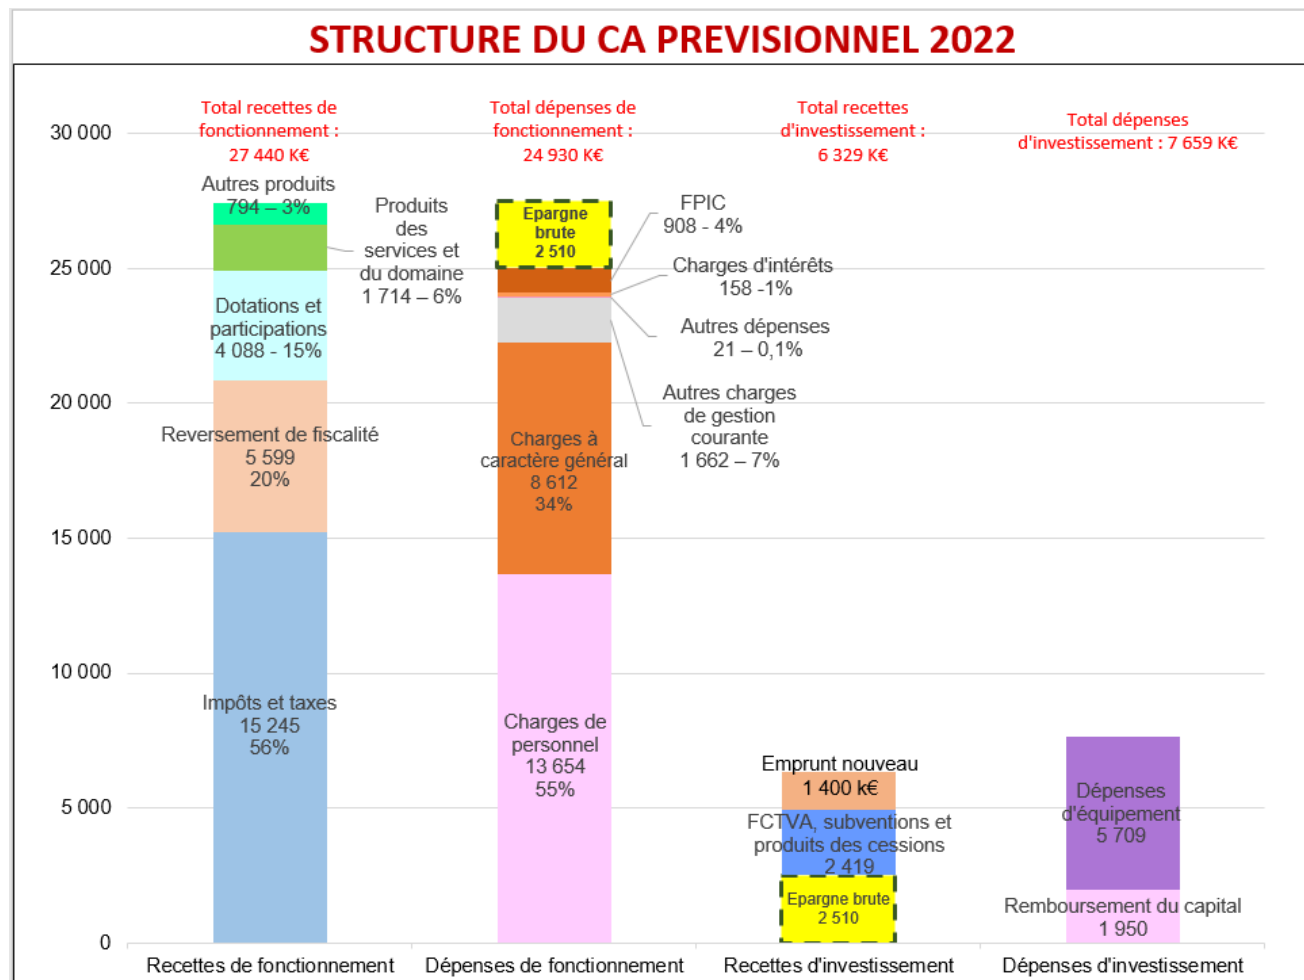 STRUCTURE DU CA PREVISIONNEL 2022
Total recettes de
fonctionnement :
27 440 K€
Total dépenses de
fonctionnement :
24 930 K€
Total recettes
d'investissement :
6 329 K€
Total dépenses
d'investissement : 7 659 K€
30 000
25 000
20 000
15 000
10 000
5 000
0
Autres produits
794 – 3%
Produits
des
services et
du domaine
1 714 – 6%
Dotations et
participations
4 088 - 15%
Reversement de fiscalité
5 599
20%
Impôts et taxes
15 245
56%
Epargne
brute
2 510
FPIC
908 - 4%
Charges d'intérêts
158 -1%
Autres dépenses
21 – 0,1%
Autres charges
de gestion
courante
1 662 – 7%
Charges à
caractère général
8 612
34%
Charges de
personnel
13 654
55%
Emprunt nouveau
1 400 k€
FCTVA, subventions et
produits des cessions
2 419
Epargne brute
2 510
Dépenses
d'équipement
5 709
Remboursement du capital
1 950
Recettes de fonctionnement
Dépenses de fonctionnement
Recettes d'investissement
Dépenses d'investissement